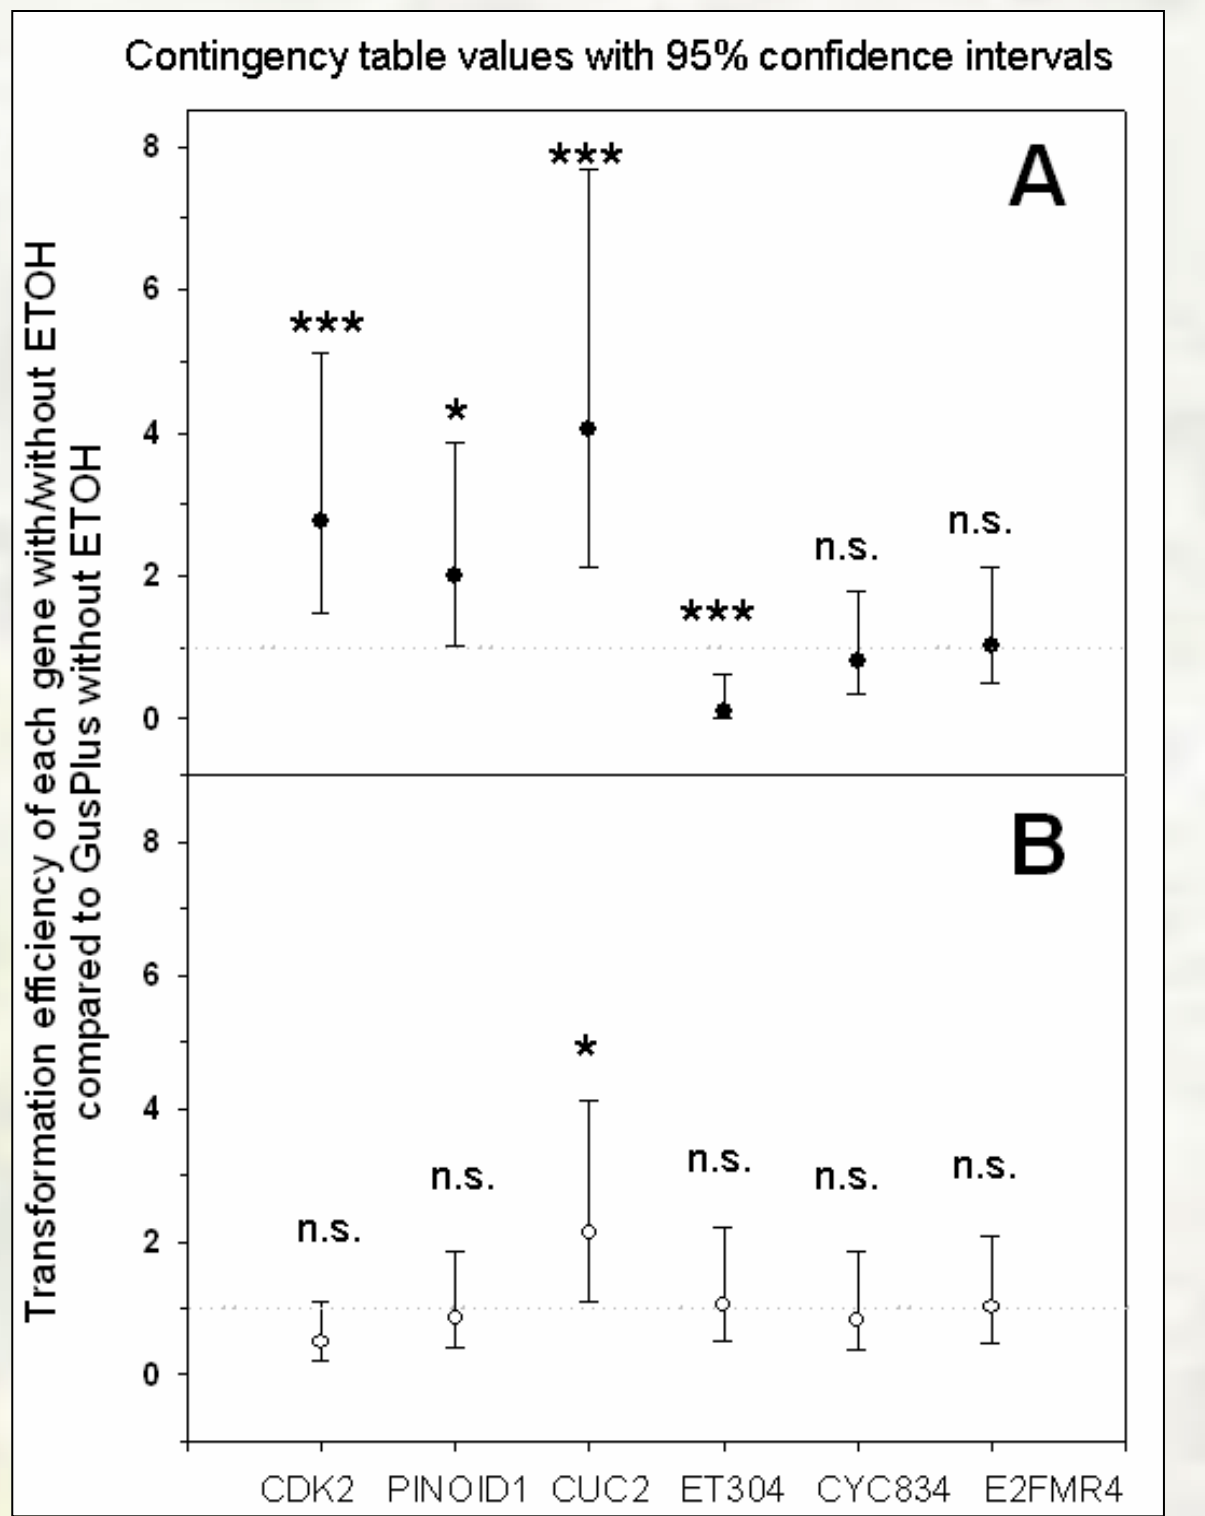 Contingency table values with 95% confidence intervals
Transformation efficiency of each gene with/without ETOH
compared to GusPlus without ETOH
A
8
6
4
2
0
***
*
***
***
n.s.
n.s.
B
8
6
4
2
0
n.s.
n.s.
*
n.s.
n.s.
n.s.
CDK2 PINOID1 CUC2 ET304 CYC834 E2FMR4